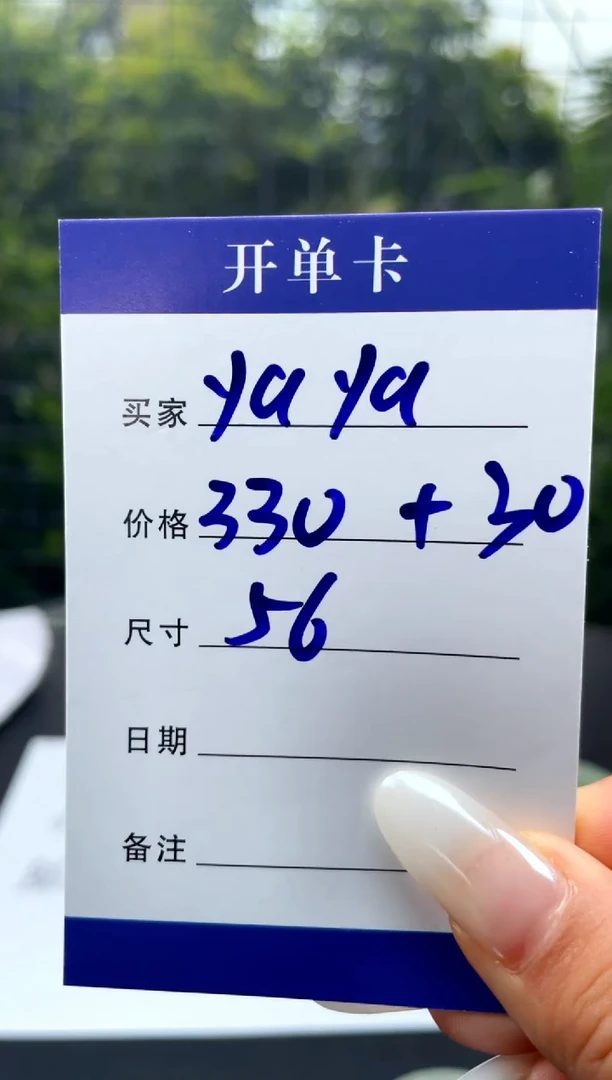 开单卡
买家 yaya
价格 330 + 30
尺寸 56
日期
备注